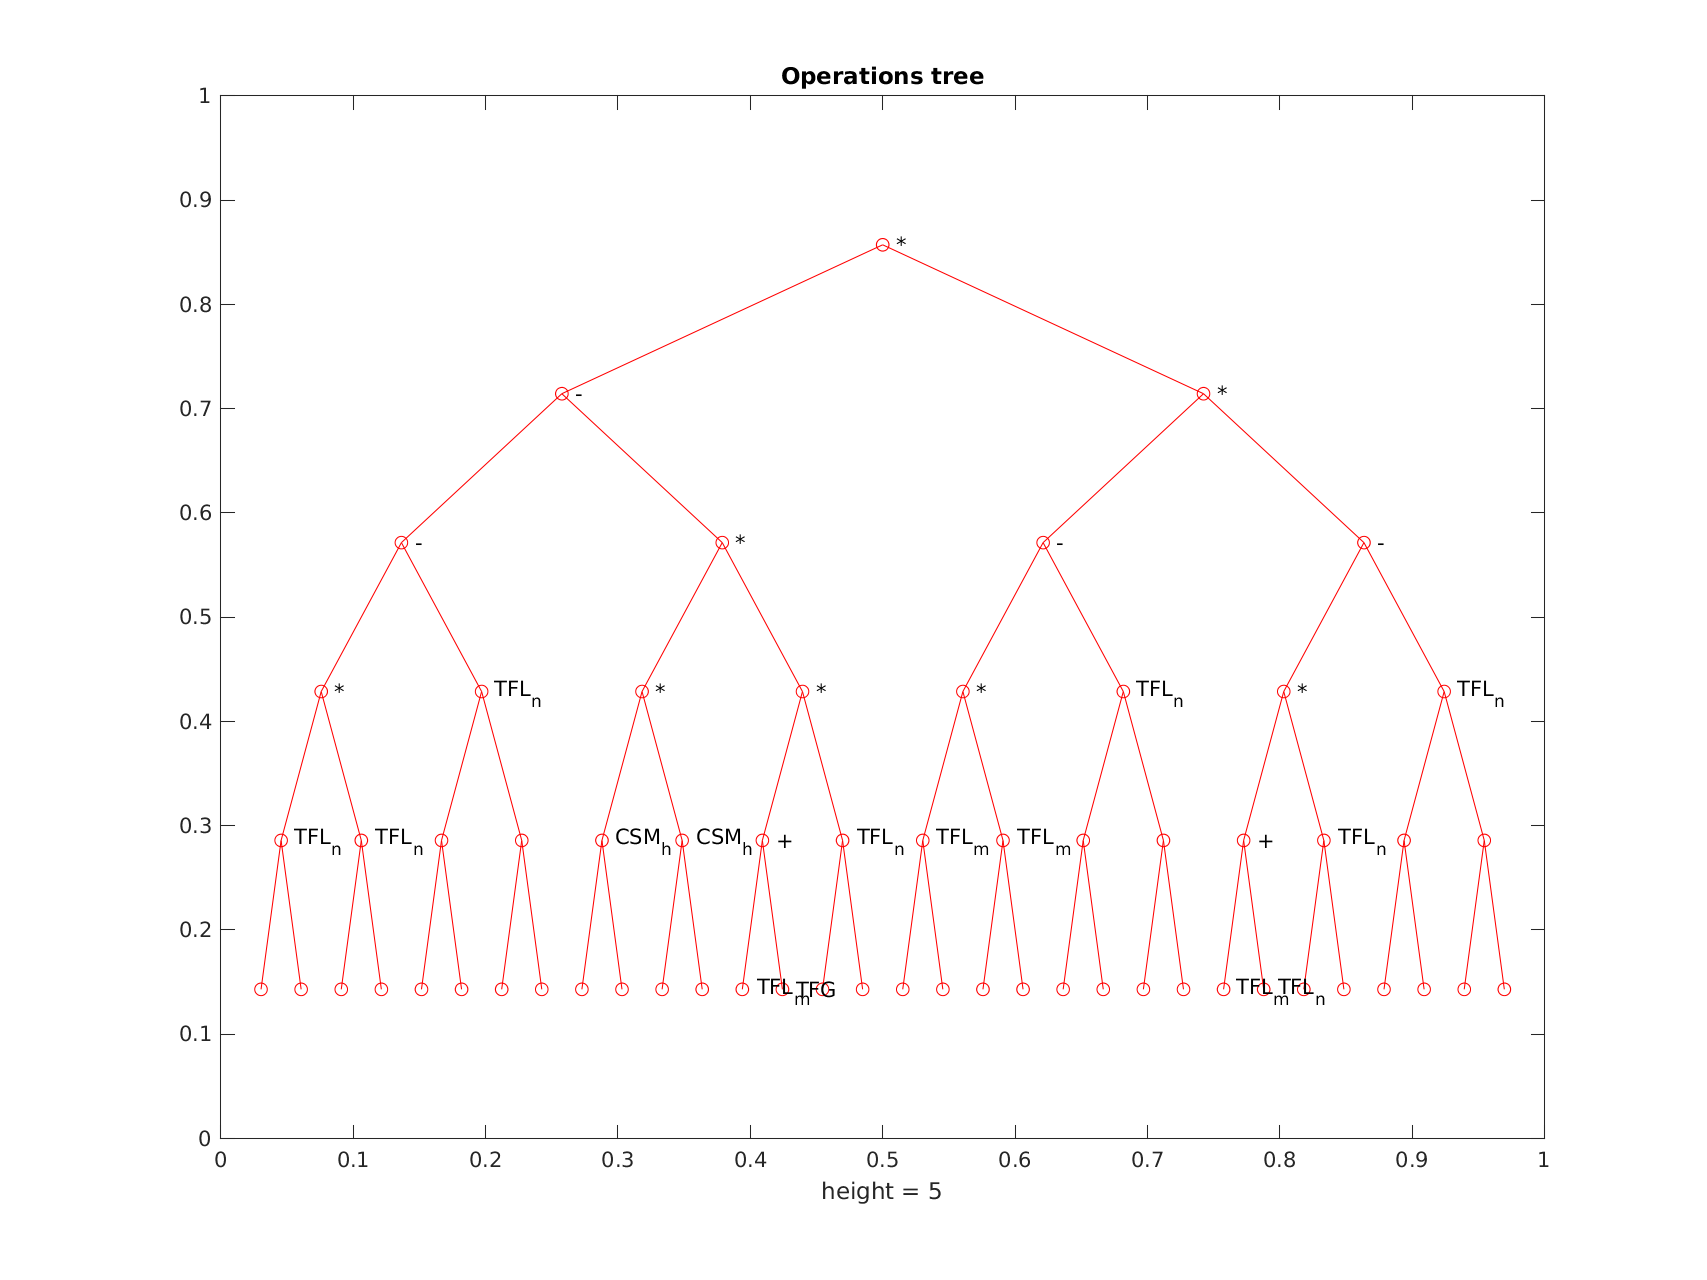 Operations tree
1
0.9
*
0.8
- *
0.7
0.6
- * - -
0.5
* TFLn * * * TFLn * TFLn
0.4
0.3
TFLn TFLn CSMh CSMh + TFLn TFLm TFLm + TFLn
0.2
TFLm TFG TFLm TFLn
0.1
0
0 0.1 0.2 0.3 0.4 0.5 0.6 0.7 0.8 0.9 1
height = 5